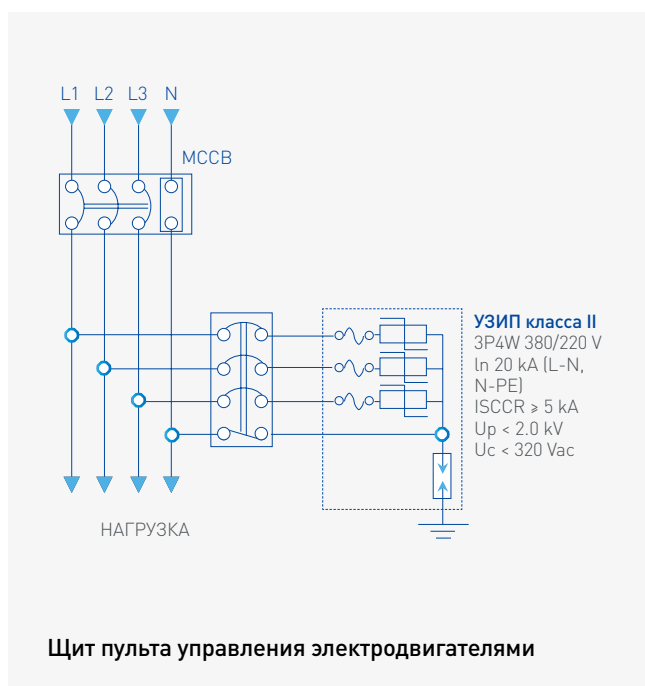 L1 L2 L3 N
MCCB
УЗИП класса II
3P4W 380/220 V
ln 20 kA (L-N,
N-PE)
ISCCR ≥ 5 kA
Up < 2.0 kV
Uc < 320 Vac
НАГРУЗКА
Щит пульта управления электродвигателями